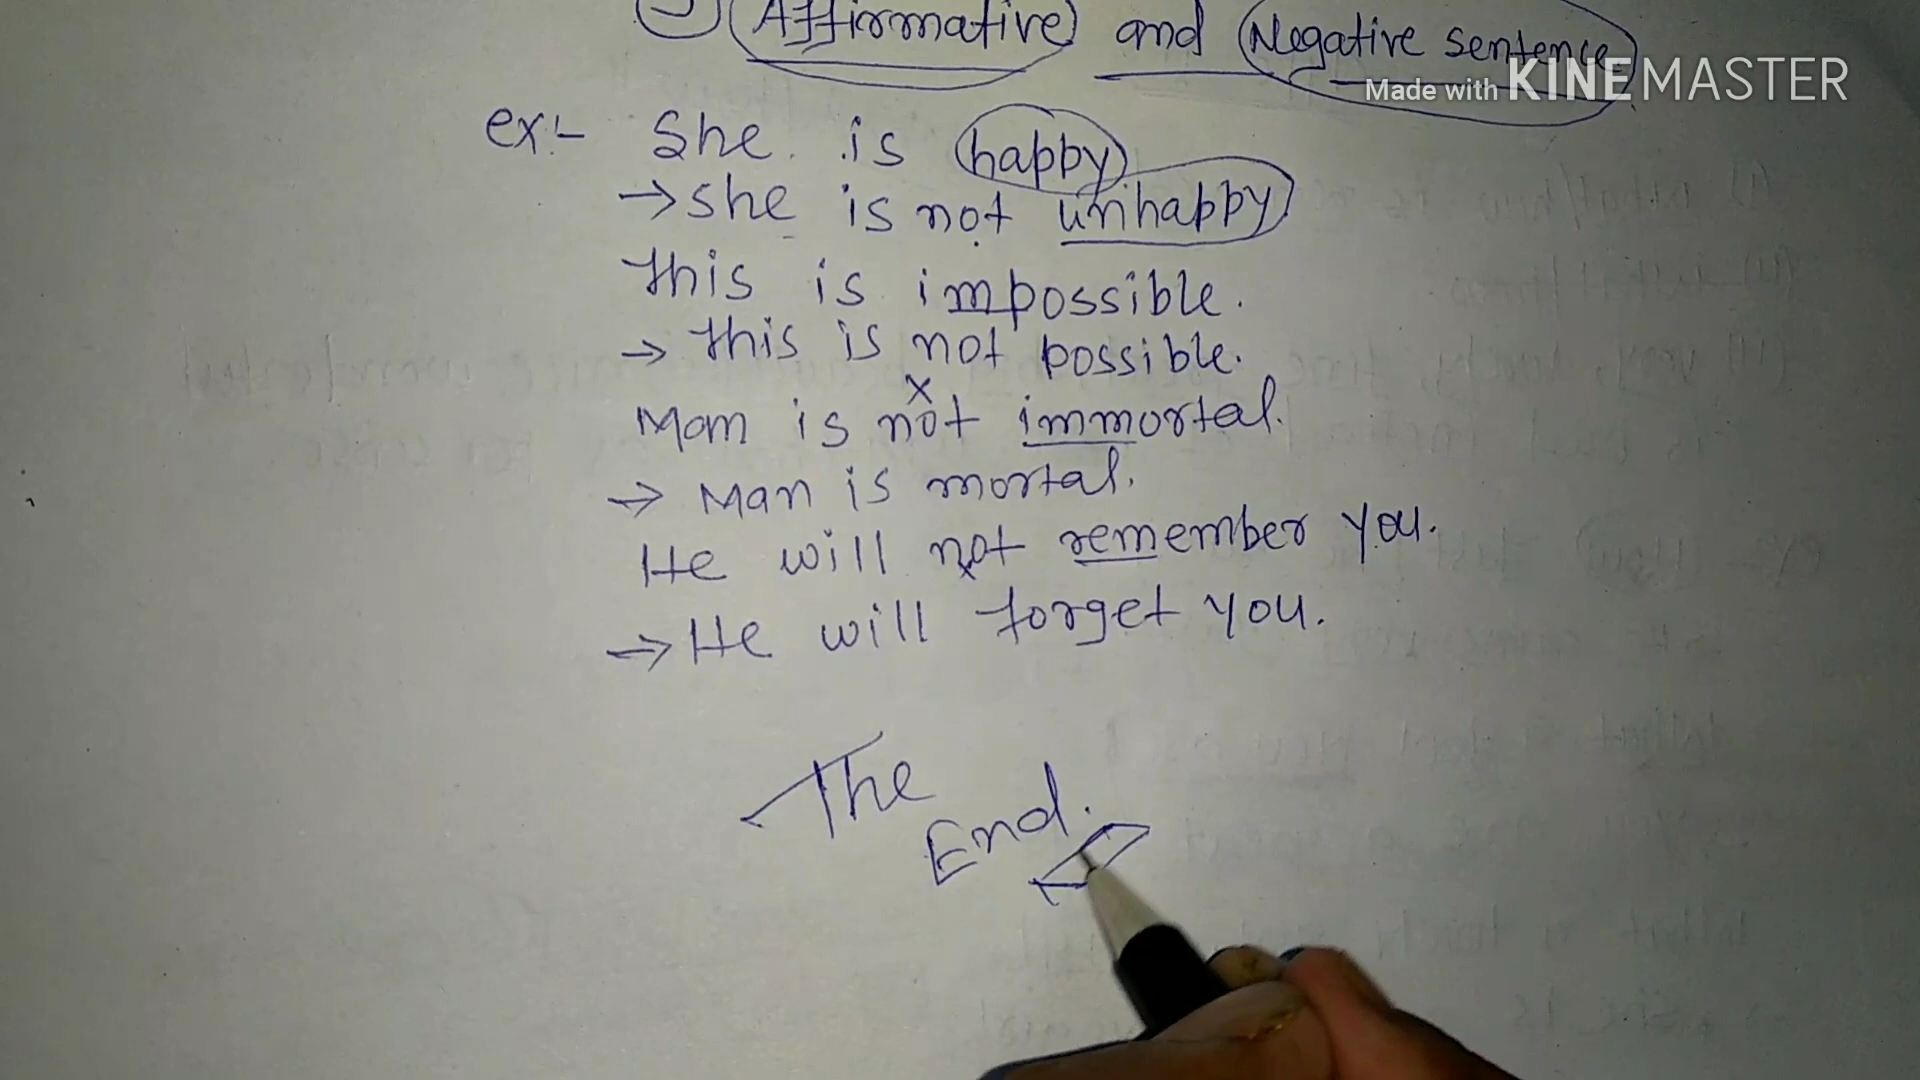 Affirmative and Negative sentence
Made with KINEMASTER
ex:- She is happy
→ she is not unhappy
This is impossible.
→ This is not possible.
Man is not immortal.
→ Man is mortal.
He will not remember you.
→ He will forget you.
The
End.